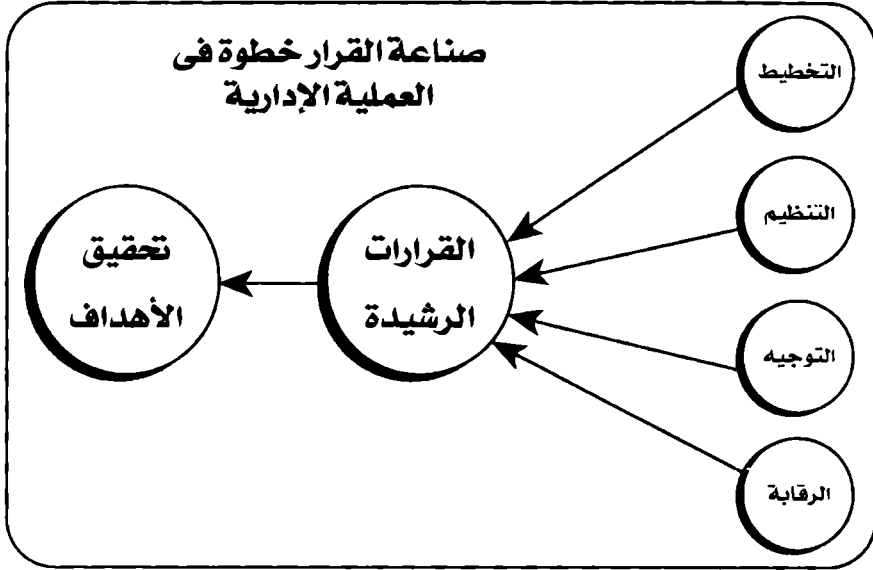 صناعة القرار خطوة فى
العملية الإدارية
التخطيط
التنظيم
التوجيه
الرقابة
القرارات
الرشيدة
تحقيق
الأهداف